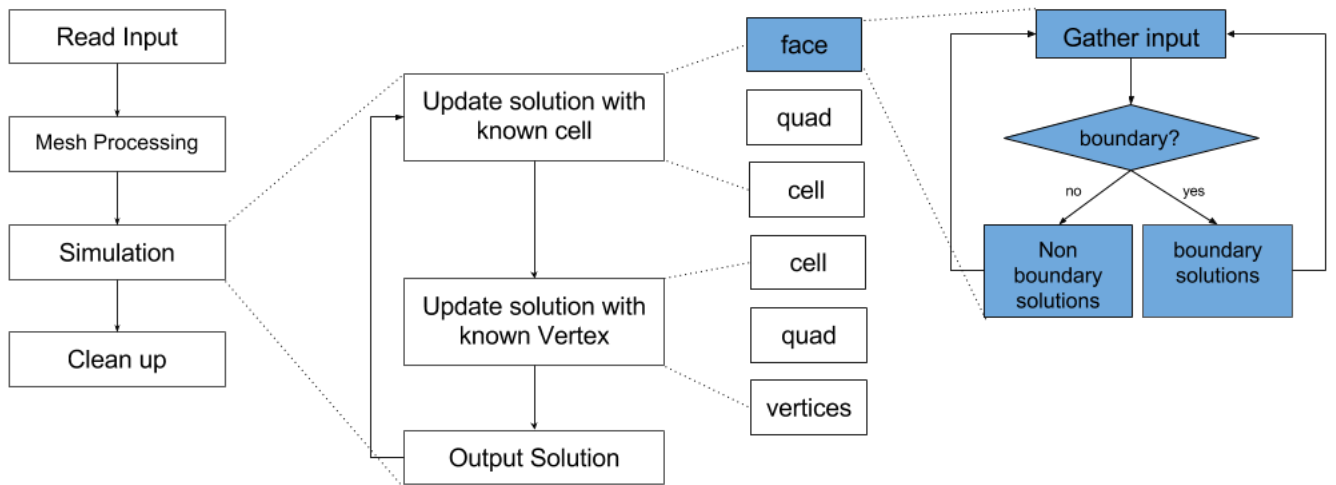 Read Input
Mesh Processing
Simulation
Clean up
Update solution with
known cell
Update solution with
known Vertex
Output Solution
face
quad
cell
cell
quad
vertices
Gather input
boundary?
no
yes
Non
boundary
solutions
boundary
solutions